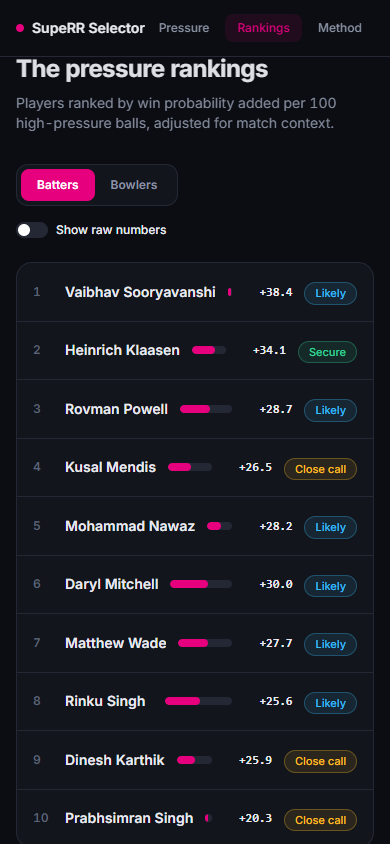 SupeRR Selector Pressure Rankings Method
The pressure rankings
Players ranked by win probability added per 100
high-pressure balls, adjusted for match context.
Batters Bowlers
Show raw numbers
1 Vaibhav Sooryavanshi +38.4 Likely
2 Heinrich Klaasen +34.1 Secure
3 Rovman Powell +28.7 Likely
4 Kusal Mendis +26.5 Close call
5 Mohammad Nawaz +28.2 Likely
6 Daryl Mitchell +30.0 Likely
7 Matthew Wade +27.7 Likely
8 Rinku Singh +25.6 Likely
9 Dinesh Karthik +25.9 Close call
10 Prabhsimran Singh +20.3 Close call